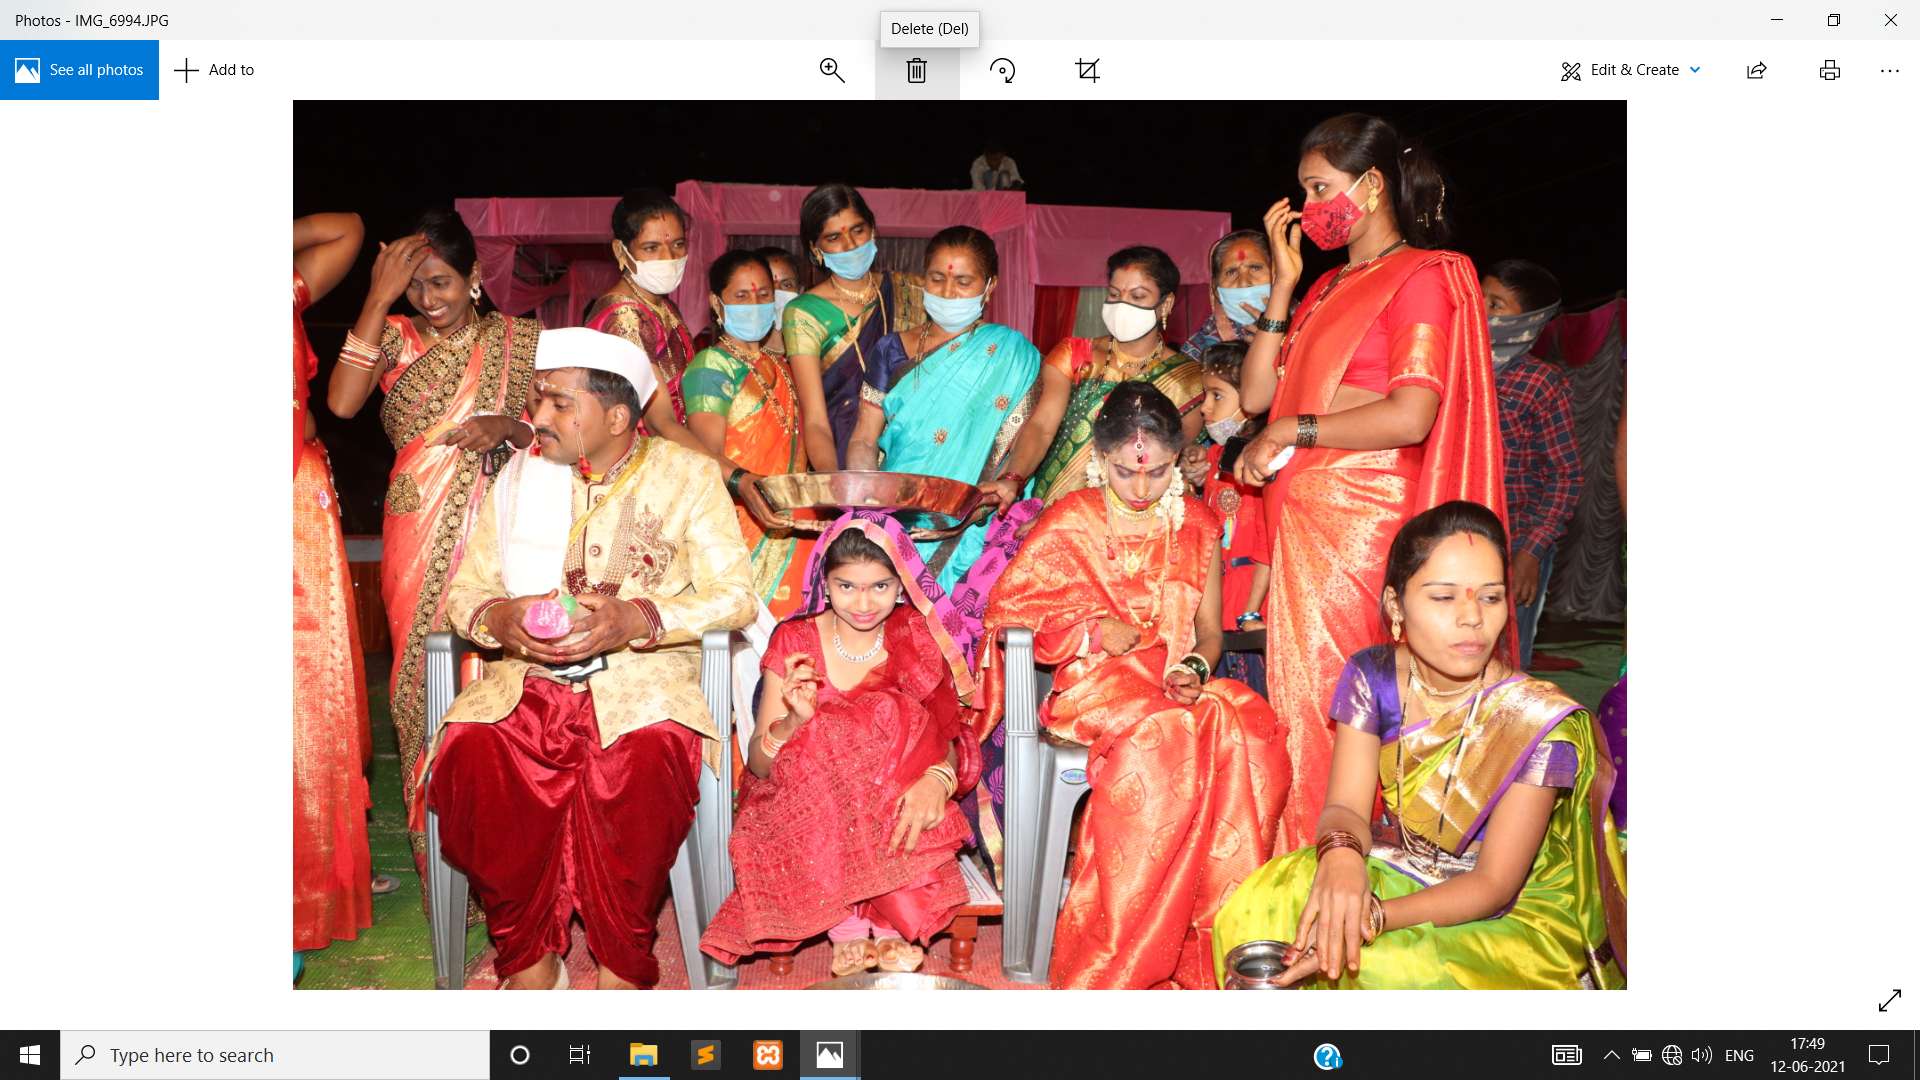 Photos - IMG_6994.JPG
Delete (Del)
See all photos
Add to
Edit & Create
Type here to search
ENG
17:49
12-06-2021